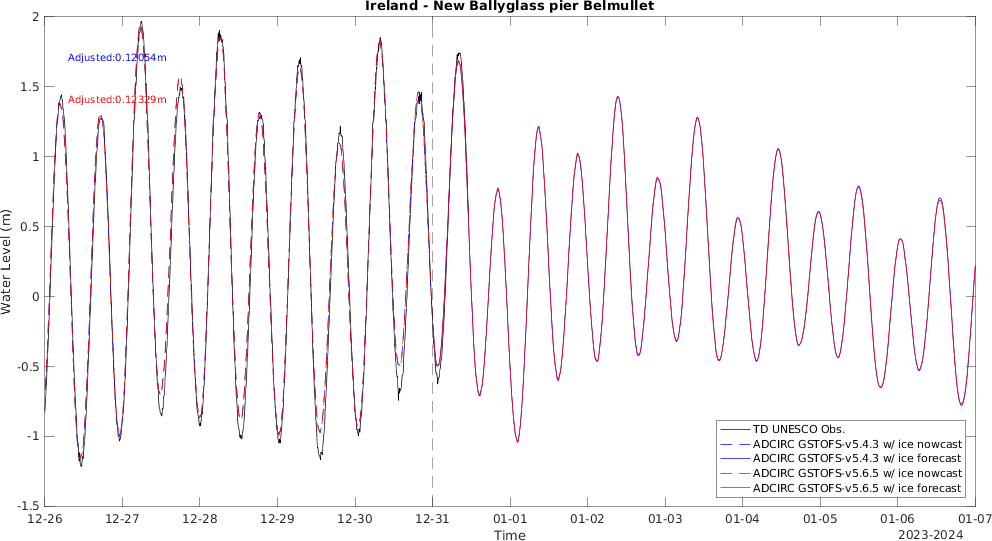 Ireland - New Ballyglass pier Belmullet
Adjusted:0.12054m
Adjusted:0.12329m
Water Level (m)
2
1.5
1
0.5
0
-0.5
-1
-1.5
12-26
12-27
12-28
12-29
12-30
12-31
01-01
01-02
01-03
01-04
01-05
01-06
01-07
Time
2023-2024
TD UNESCO Obs.
ADCIRC GSTOFS-v5.4.3 w/ ice nowcast
ADCIRC GSTOFS-v5.4.3 w/ ice forecast
ADCIRC GSTOFS-v5.6.5 w/ ice nowcast
ADCIRC GSTOFS-v5.6.5 w/ ice forecast